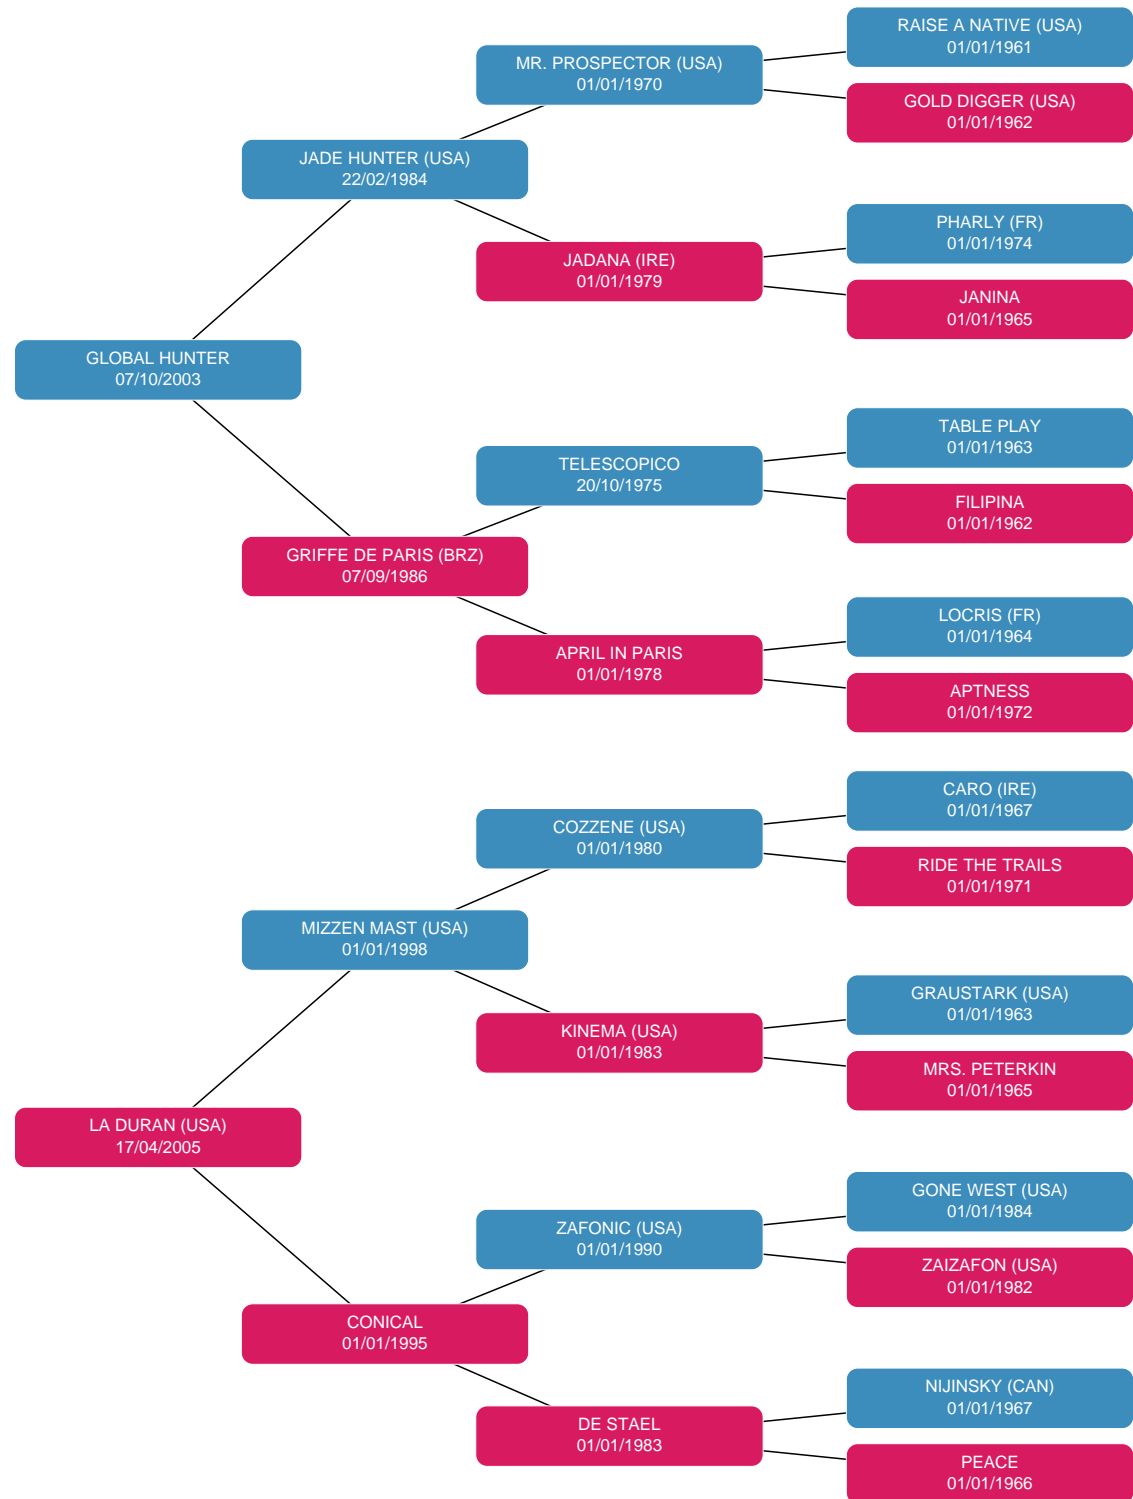 RAISE A NATIVE (USA)
01/01/1961
MR. PROSPECTOR (USA)
01/01/1970
GOLD DIGGER (USA)
01/01/1962
JADE HUNTER (USA)
22/02/1984
PHARLY (FR)
01/01/1974
JADANA (IRE)
01/01/1979
JANINA
01/01/1965
GLOBAL HUNTER
07/10/2003
TABLE PLAY
01/01/1963
TELESCOPICO
20/10/1975
FILIPINA
01/01/1962
GRIFFE DE PARIS (BRZ)
07/09/1986
LOCRIS (FR)
01/01/1964
APRIL IN PARIS
01/01/1978
APTNESS
01/01/1972
CARO (IRE)
01/01/1967
COZZENE (USA)
01/01/1980
RIDE THE TRAILS
01/01/1971
MIZZEN MAST (USA)
01/01/1998
GRAUSTARK (USA)
01/01/1963
KINEMA (USA)
01/01/1983
MRS. PETERKIN
01/01/1965
LA DURAN (USA)
17/04/2005
GONE WEST (USA)
01/01/1984
ZAFONIC (USA)
01/01/1990
ZAIZAFON (USA)
01/01/1982
CONICAL
01/01/1995
NIJINSKY (CAN)
01/01/1967
DE STAEL
01/01/1983
PEACE
01/01/1966